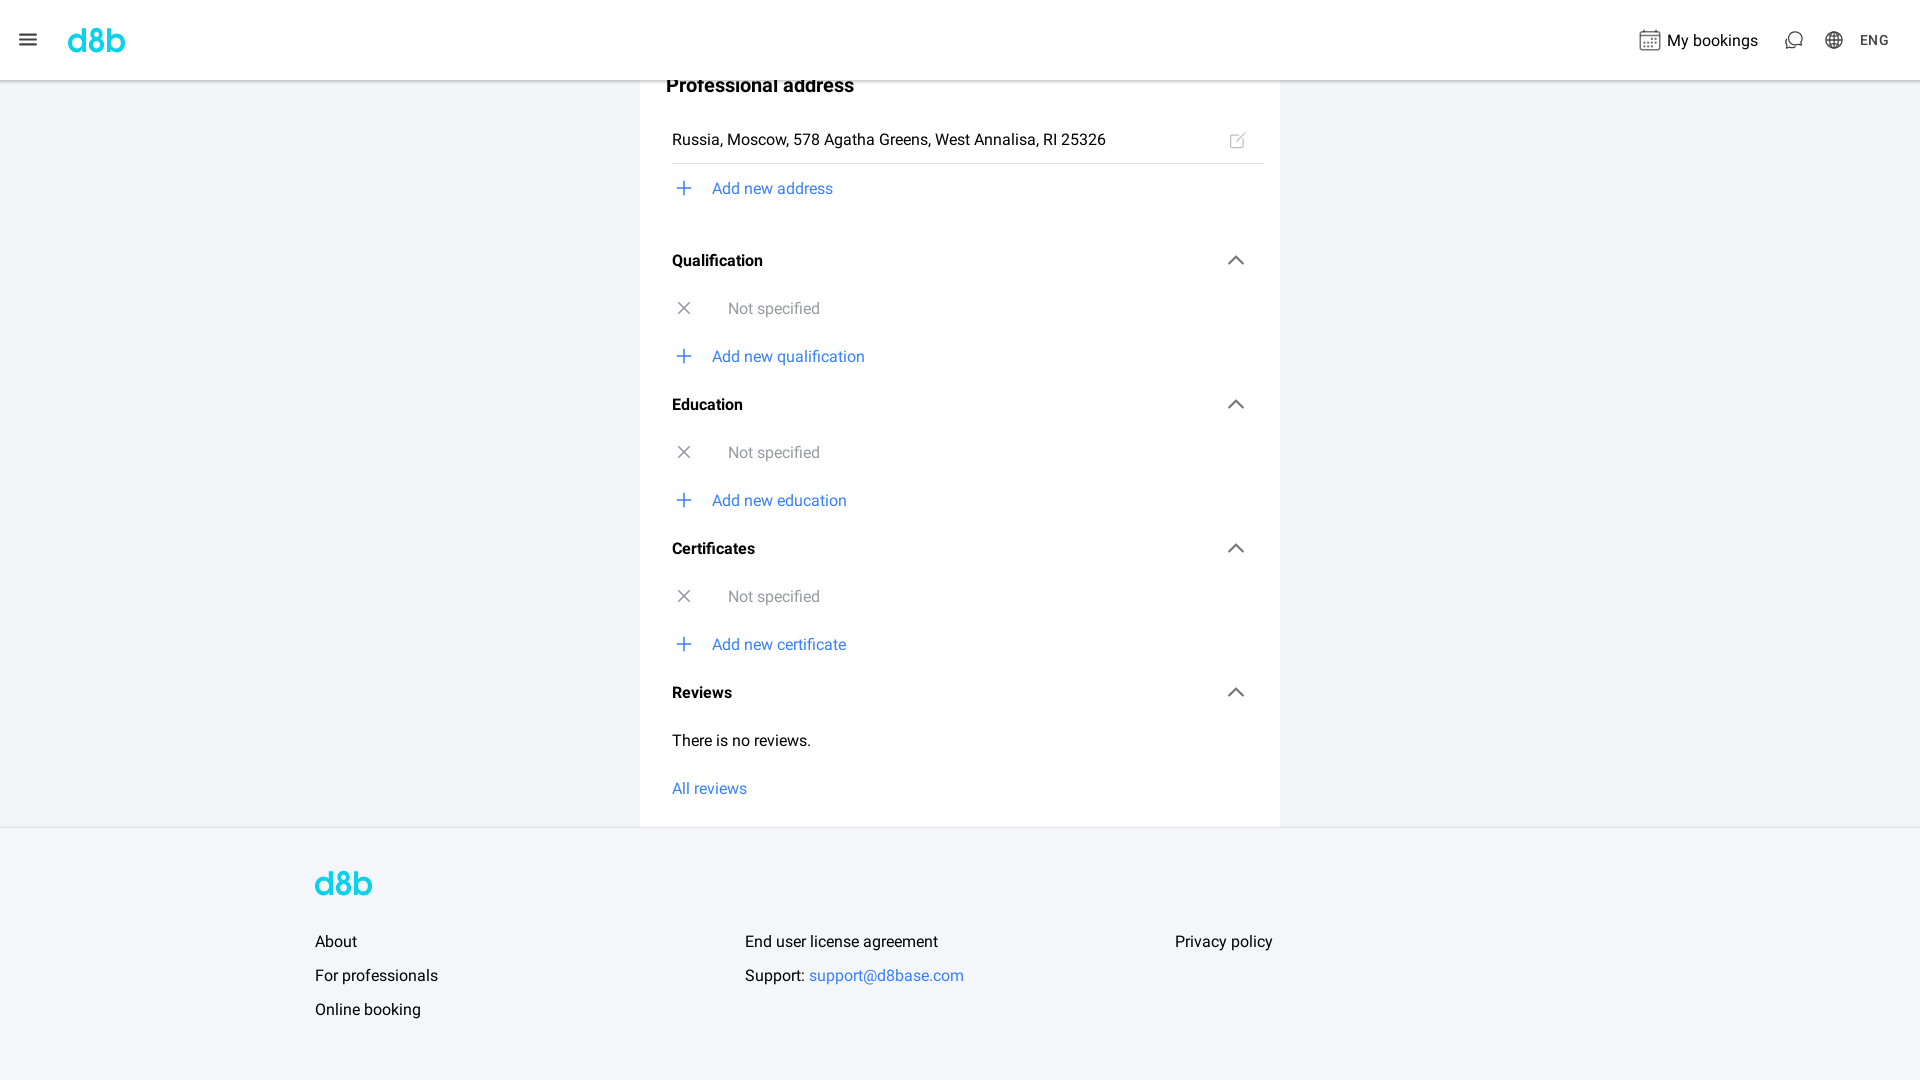 d8b
My bookings
ENG
Professional address
Russia, Moscow, 578 Agatha Greens, West Annalisa, RI 25326
Add new address
Qualification
Not specified
Add new qualification
Education
Not specified
Add new education
Certificates
Not specified
Add new certificate
Reviews
There is no reviews.
All reviews
d8b
About
End user license agreement
Privacy policy
For professionals
Support: support@d8base.com
Online booking